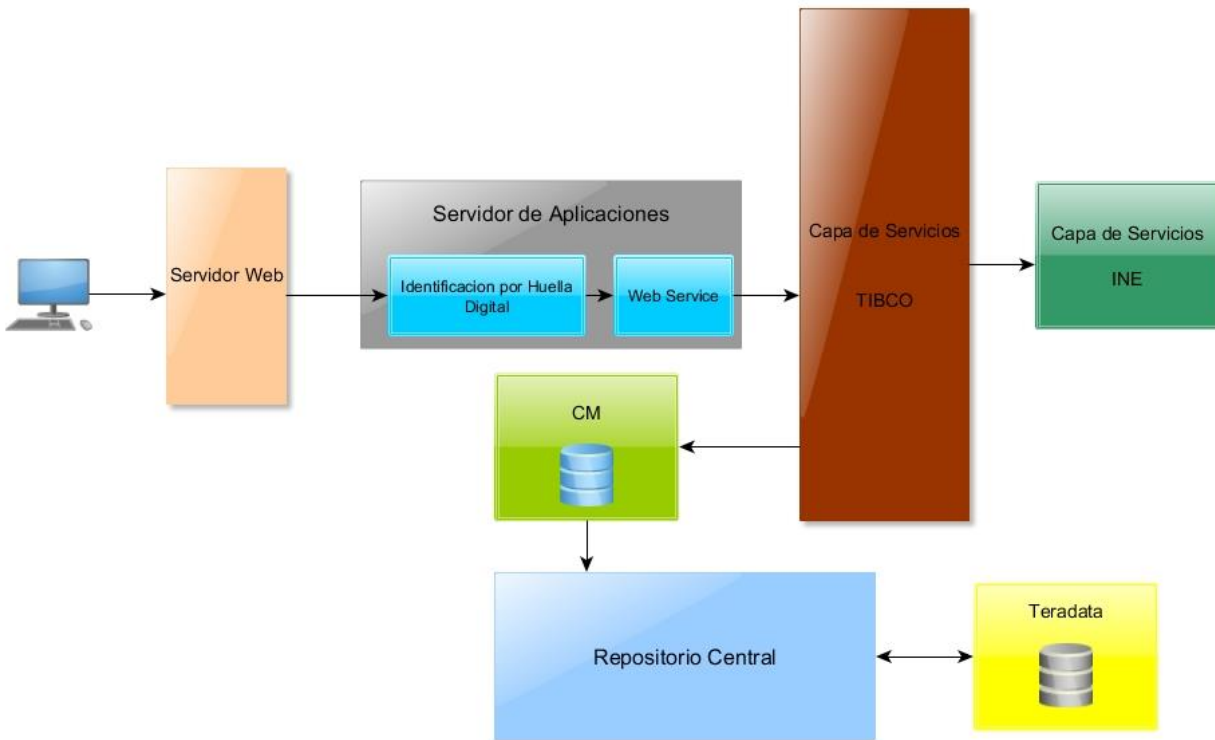 Servidor Web
Servidor de Aplicaciones
Identificacion por Huella
Digital
Web Service
Capa de Servicios
TIBCO
Capa de Servicios
INE
CM
Repositorio Central
Teradata